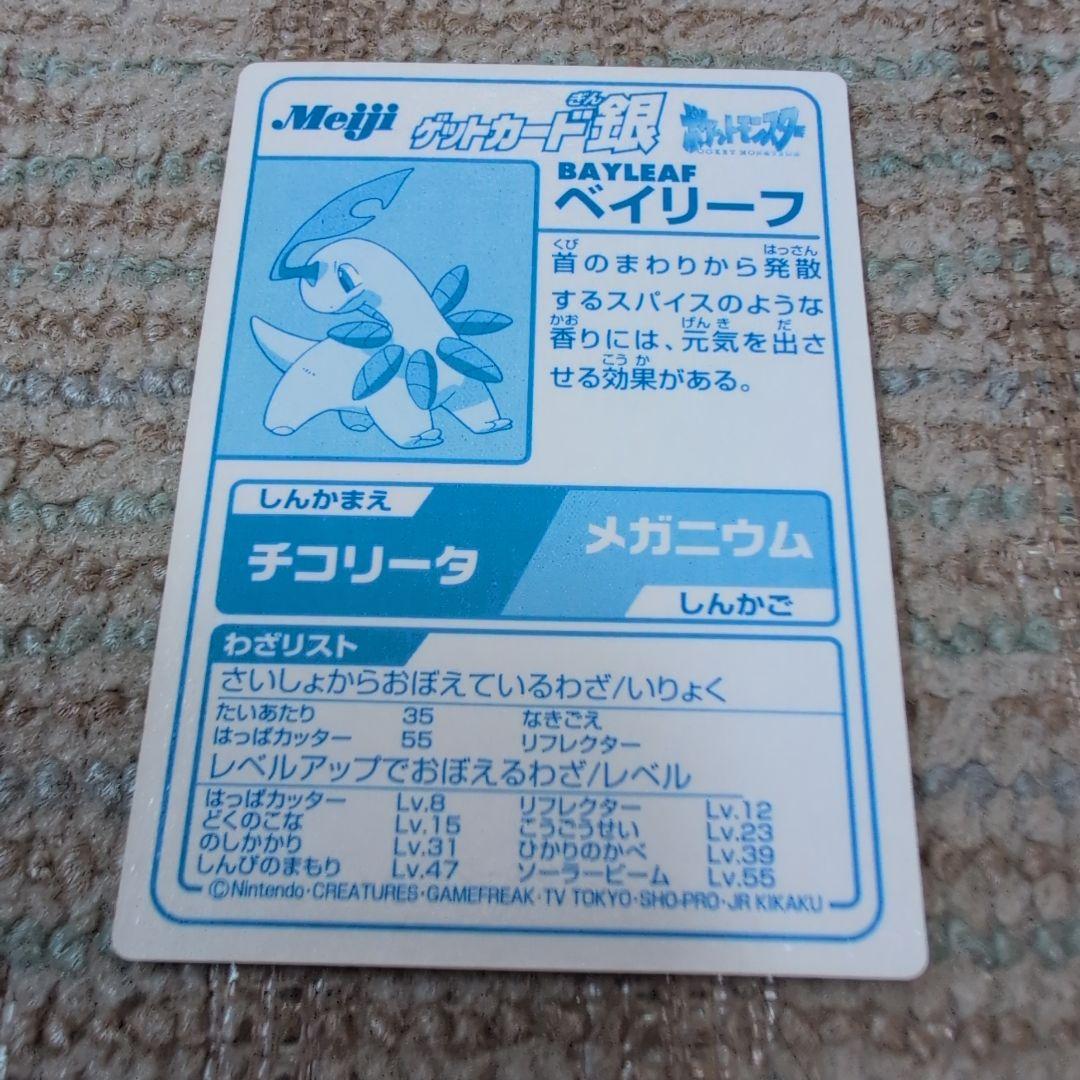 Meiji
ゲットカード銀
ぎん
ポケットモンスター
BAYLEAF
ベイリーフ
首のまわりから発散
くび はっさん
するスパイスのような
香りには、元気を出さ
かお げんき だ
せる効果がある。
こうか
しんかまえ
チコリータ
メガニウム
しんかご
わざリスト
さいしょからおぼえているわざ/いりょく
たいあたり 35 なきごえ
はっぱカッター 55 リフレクター
レベルアップでおぼえるわざ/レベル
はっぱカッター Lv.8 リフレクター Lv.12
どくのこな Lv.15 こうごうせい Lv.23
のしかかり Lv.31 ひかりのかべ Lv.39
しんぴのまもり Lv.47 ソーラービーム Lv.55
©Nintendo・CREATURES・GAMEFREAK・TV TOKYO・SHO-PRO・JR KIKAKU